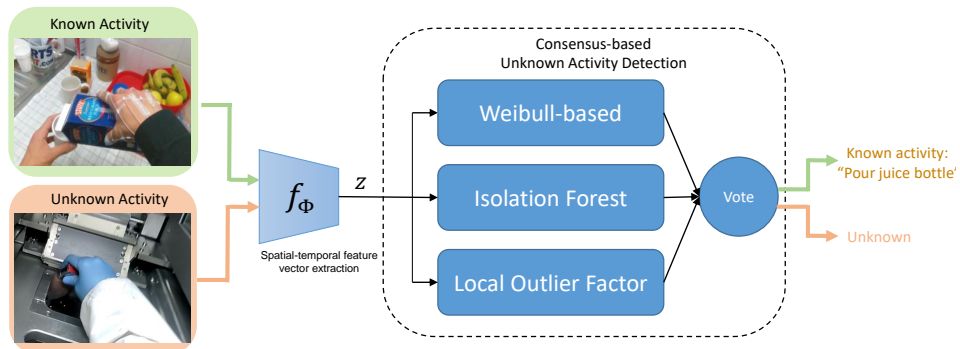 Known Activity
RTS
Unknown Activity
f_Φ
Spatial-temporal feature
vector extraction
z
Consensus-based
Unknown Activity Detection
Weibull-based
Isolation Forest
Local Outlier Factor
Vote
Known activity:
“Pour juice bottle”
Unknown